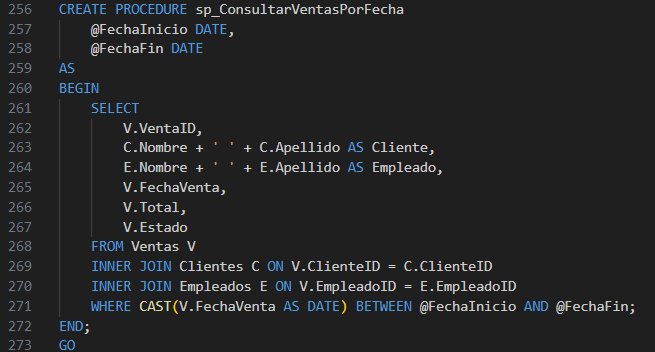 256 CREATE PROCEDURE sp_ConsultarVentasPorFecha
257     @FechaInicio DATE,
258     @FechaFin DATE
259 AS
260 BEGIN
261     SELECT
262         V.VentaID,
263         C.Nombre + ' ' + C.Apellido AS Cliente,
264         E.Nombre + ' ' + E.Apellido AS Empleado,
265         V.FechaVenta,
266         V.Total,
267         V.Estado
268     FROM Ventas V
269     INNER JOIN Clientes C ON V.ClienteID = C.ClienteID
270     INNER JOIN Empleados E ON V.EmpleadoID = E.EmpleadoID
271     WHERE CAST(V.FechaVenta AS DATE) BETWEEN @FechaInicio AND @FechaFin;
272 END;
273 GO